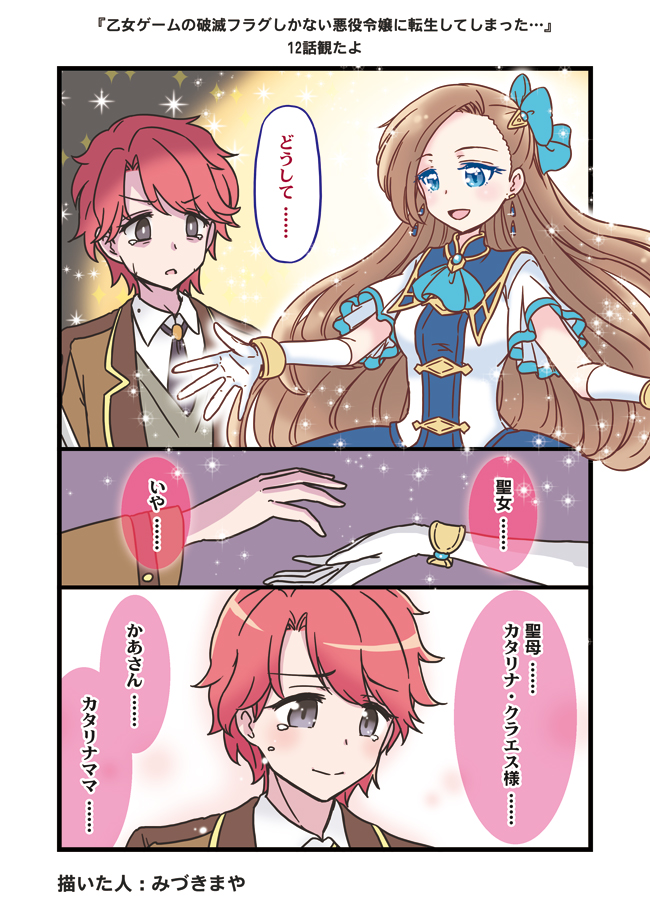 『乙女ゲームの破滅フラグしかない悪役令嬢に転生してしまった…』
12話観たよ
どうして……
聖女……
いや……
聖母……
カタリナ・クラエス様……
かあさん……
カタリナママ……
描いた人：みづきまや